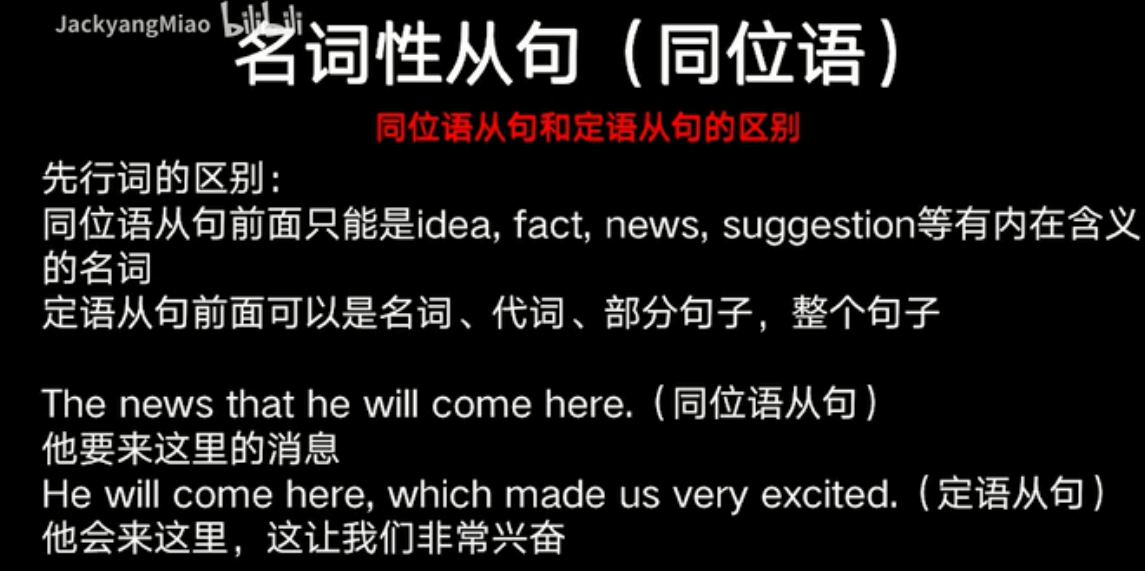 JackyangMiao bilibili
名词性从句（同位语）
同位语从句和定语从句的区别
先行词的区别：
同位语从句前面只能是idea, fact, news, suggestion等有内在含义
的名词
定语从句前面可以是名词、代词、部分句子，整个句子
The news that he will come here.（同位语从句）
他要来这里的消息
He will come here, which made us very excited.（定语从句）
他会来这里，这让我们非常兴奋